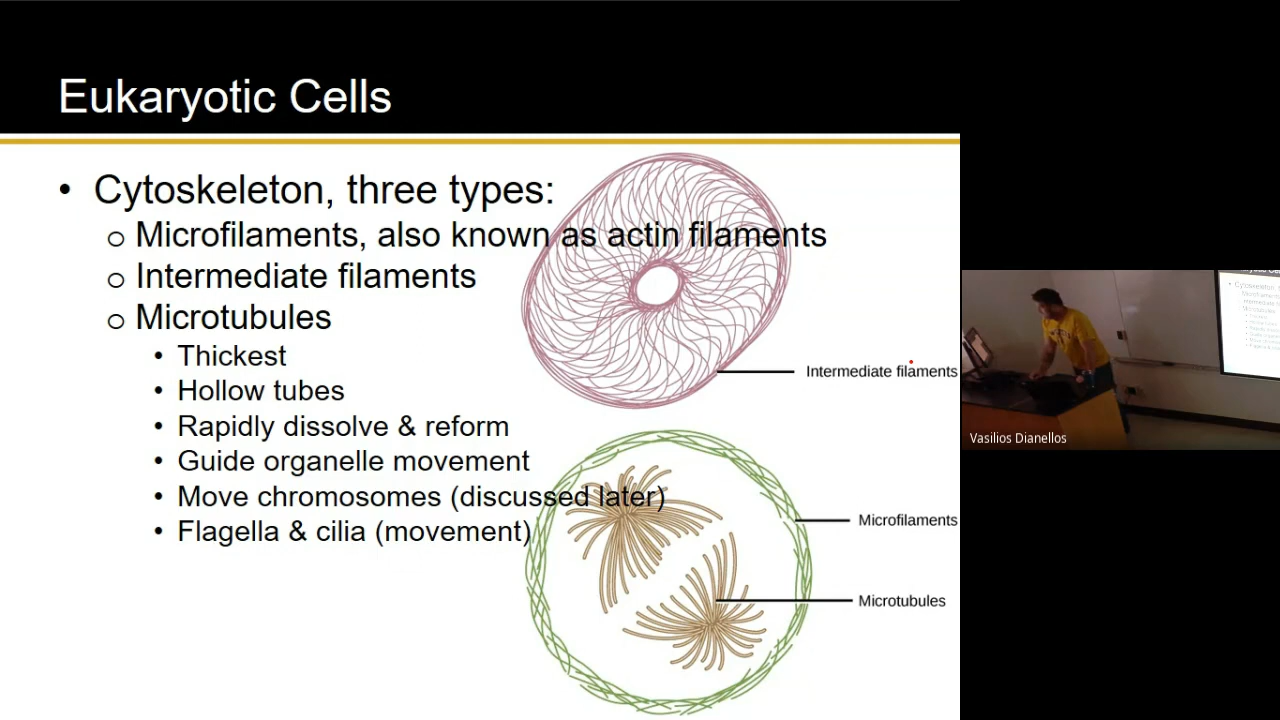 Eukaryotic Cells
• Cytoskeleton, three types:
o Microfilaments, also known as actin filaments
o Intermediate filaments
o Microtubules
• Thickest
• Hollow tubes
• Rapidly dissolve & reform
• Guide organelle movement
• Move chromosomes (discussed later)
• Flagella & cilia (movement)
Intermediate filaments
Microfilaments
Microtubules
Vasilios Dianellos